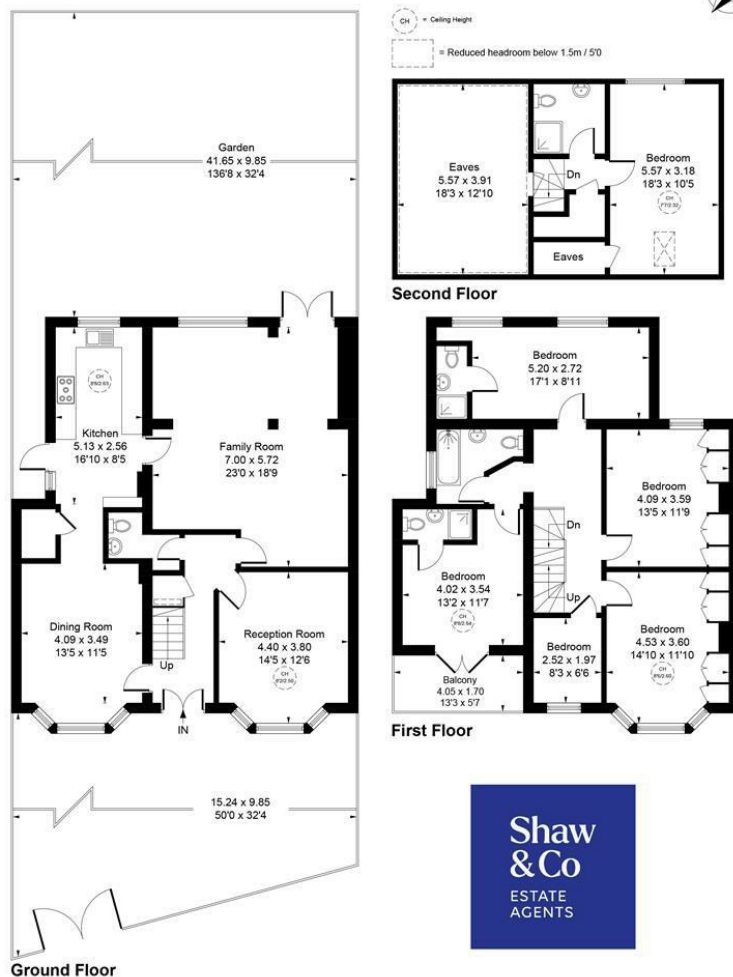 Garden
41.65 x 9.85
136'8 x 32'4
Kitchen
5.13 x 2.56
16'10 x 8'5
Family Room
7.00 x 5.72
23'0 x 18'9
Dining Room
4.09 x 3.49
13'5 x 11'5
Up
Reception Room
4.40 x 3.80
14'5 x 12'6
CH
IN
15.24 x 9.85
50'0 x 32'4
Ground Floor
CH = Ceiling Height
= Reduced headroom below 1.5m / 5'0
Eaves
5.57 x 3.91
18'3 x 12'10
Dn
Bedroom
5.57 x 3.18
18'3 x 10'5
CH
Eaves
Second Floor
Bedroom
5.20 x 2.72
17'1 x 8'11
Bedroom
4.09 x 3.59
13'5 x 11'9
Dn
Bedroom
4.02 x 3.54
13'2 x 11'7
CH
Up
Bedroom
4.53 x 3.60
14'10 x 11'10
CH
Bedroom
2.52 x 1.97
8'3 x 6'6
Balcony
4.05 x 1.70
13'3 x 5'7
First Floor
Shaw
& Co
ESTATE
AGENTS